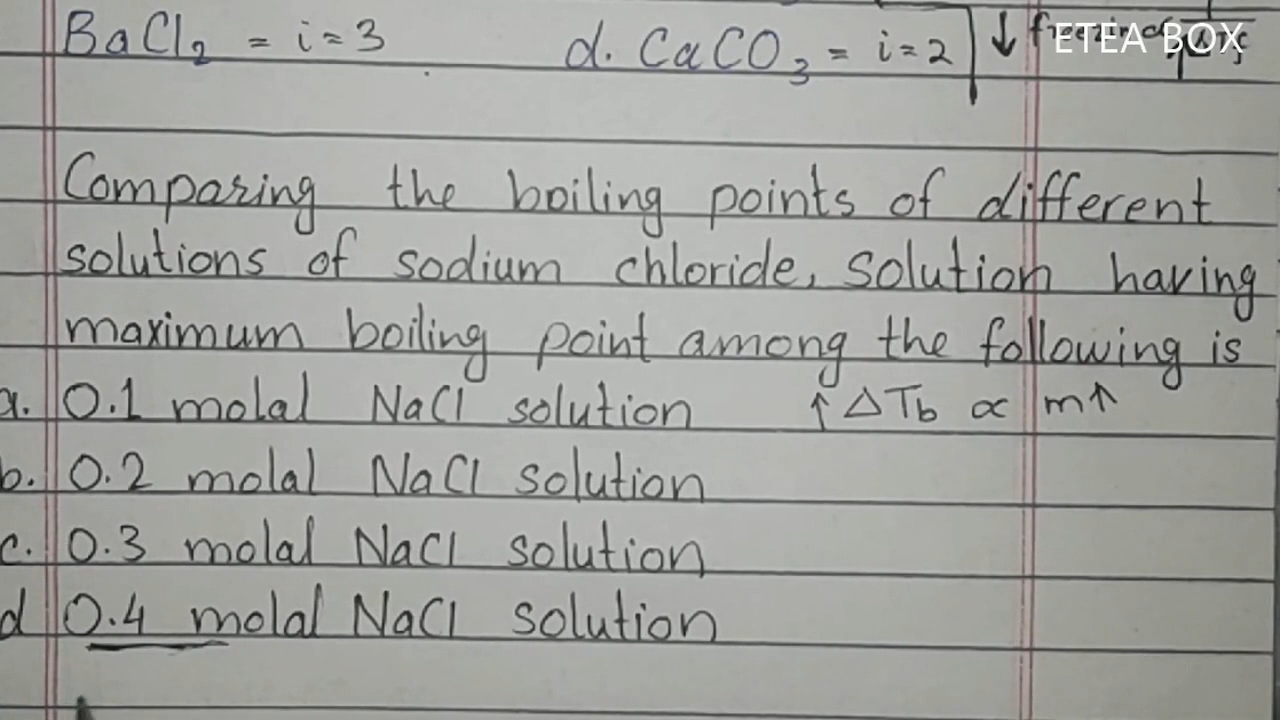 BaCl₂ = i = 3 d. CaCO₃ = i = 2 ↓
ETEA BOX
Comparing the boiling points of different
solutions of sodium chloride, solution having
maximum boiling point among the following is
a. 0.1 molal NaCl solution ↑ ΔTb ∝ m↑
b. 0.2 molal NaCl solution
c. 0.3 molal NaCl solution
d 0.4 molal NaCl solution